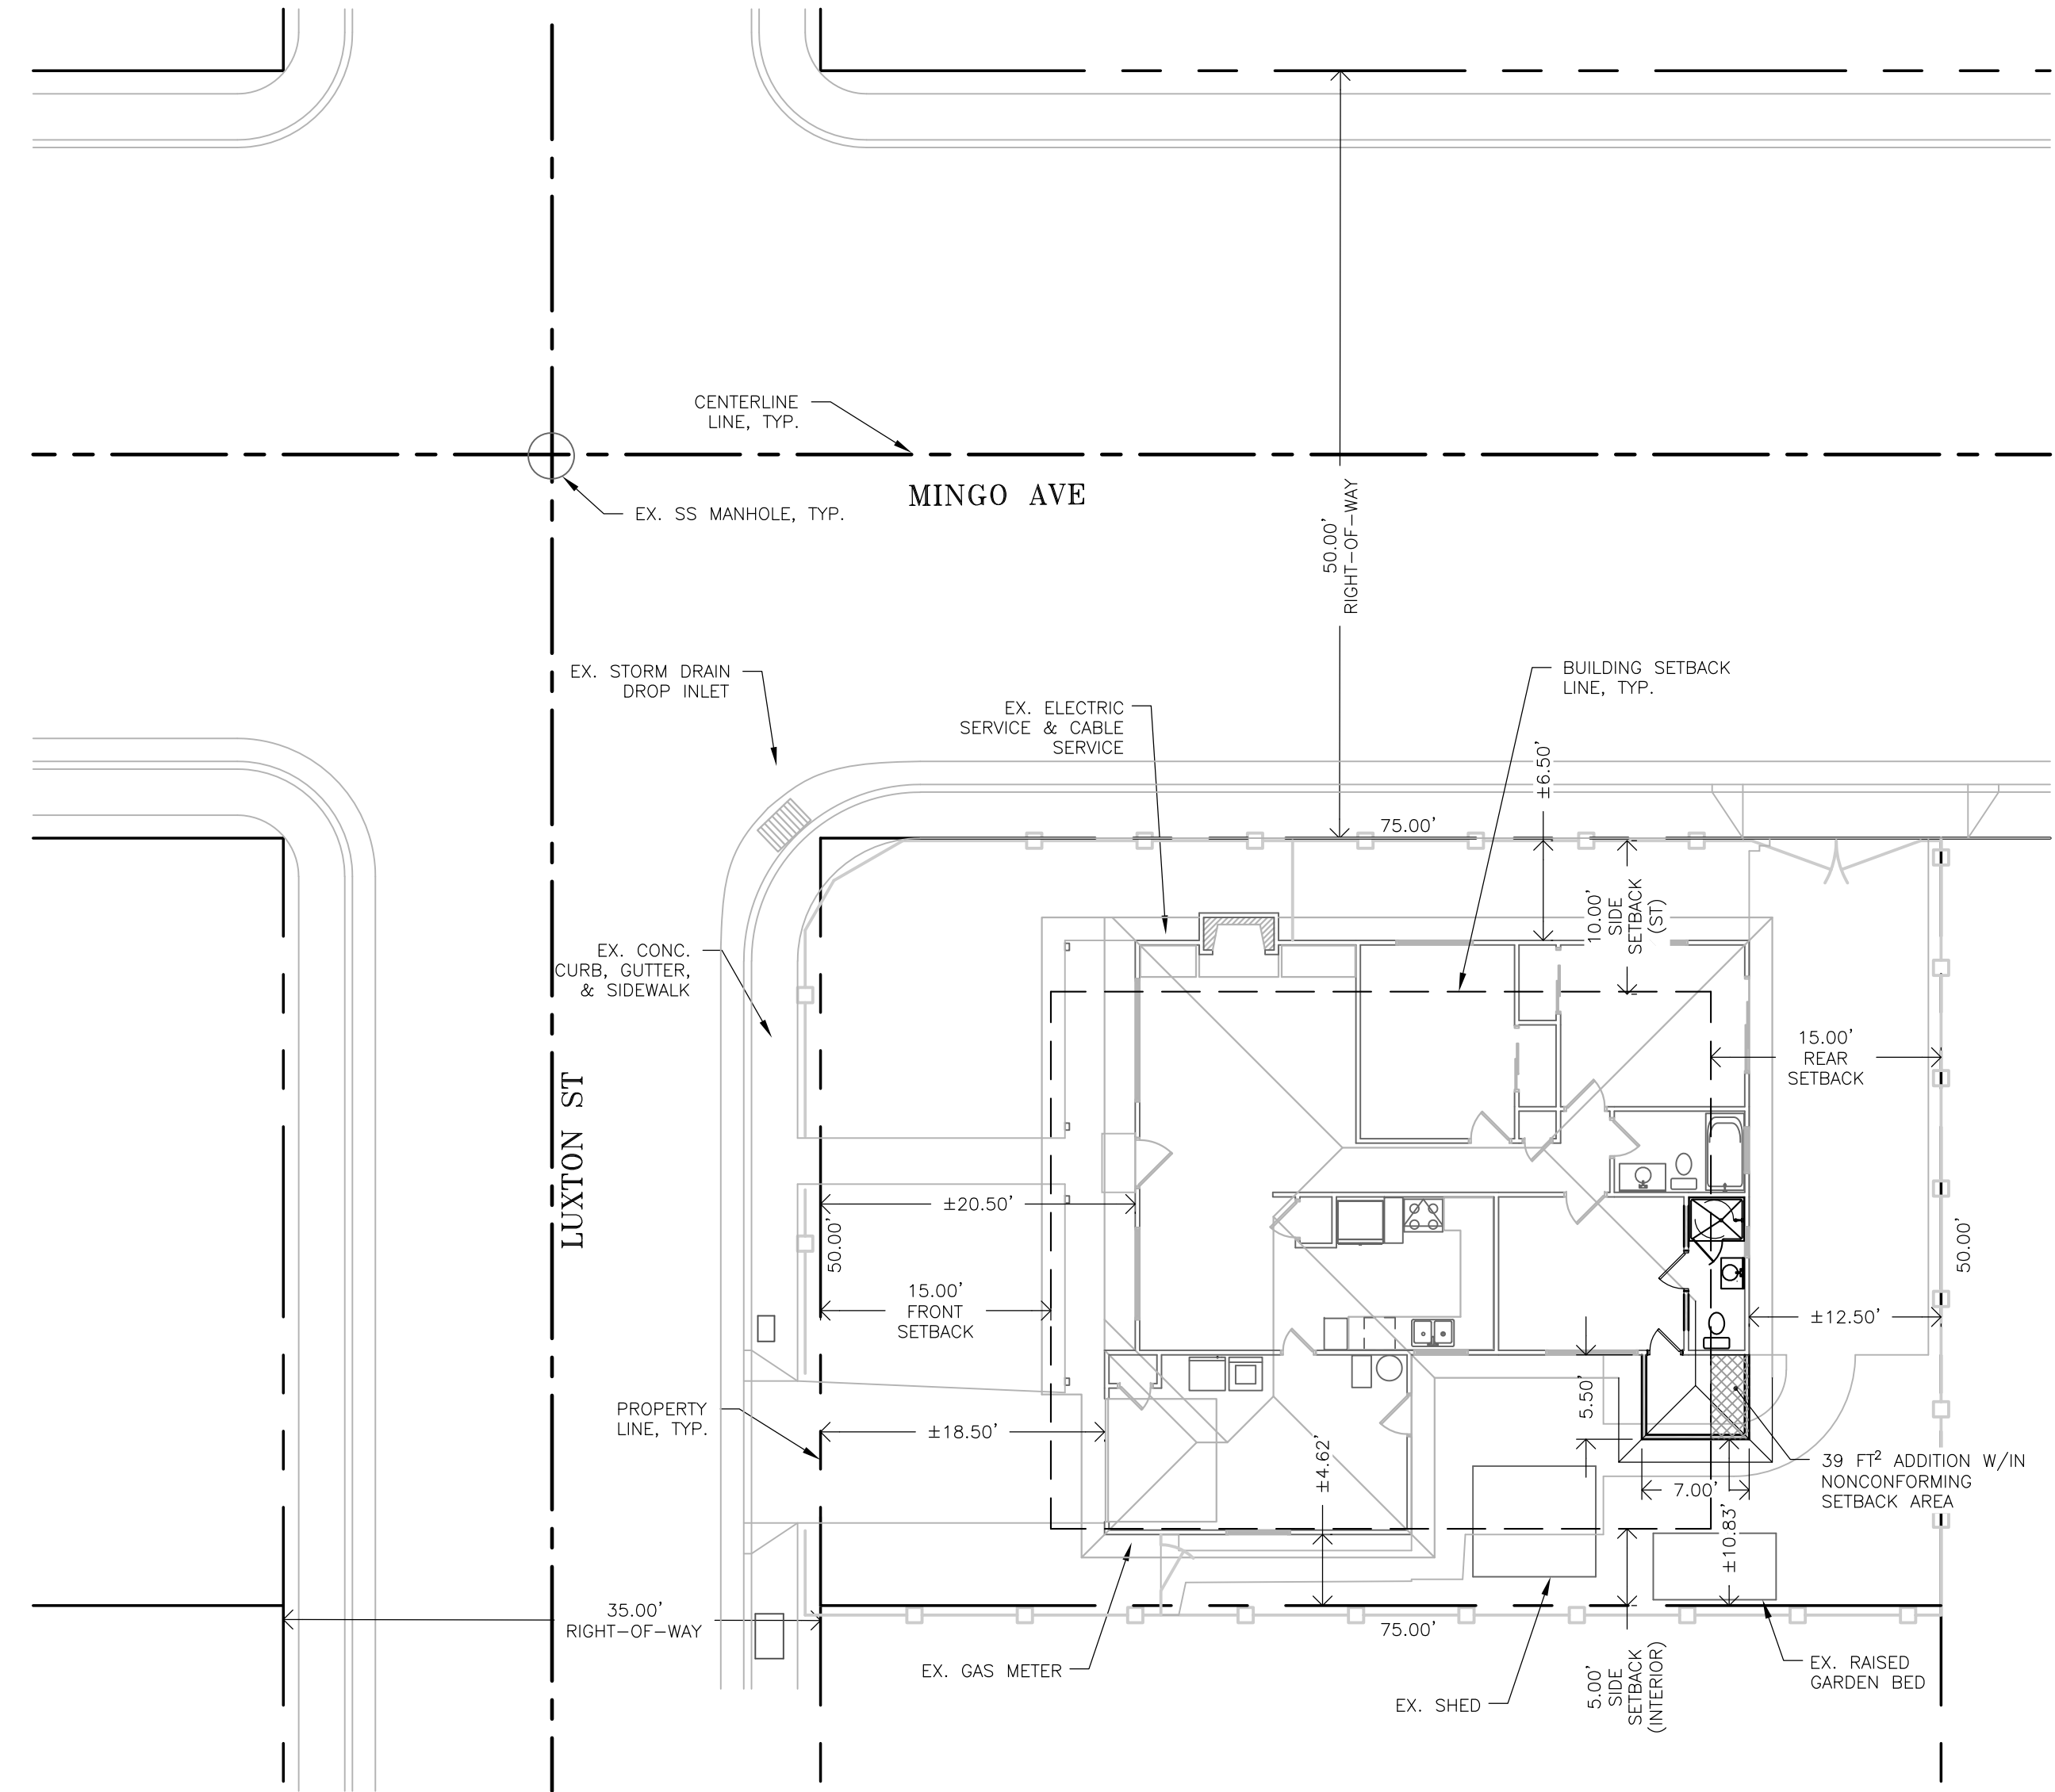 CENTERLINE
LINE, TYP.
MINGO AVE
EX. SS MANHOLE, TYP.
50.00'
RIGHT-OF-WAY
EX. STORM DRAIN
DROP INLET
BUILDING SETBACK
LINE, TYP.
EX. ELECTRIC
SERVICE & CABLE
SERVICE
±6.50'
75.00'
10.00'
SIDE
SETBACK
(ST)
EX. CONC.
CURB, GUTTER,
& SIDEWALK
15.00'
REAR
SETBACK
LUXTON ST
±20.50'
50.00'
50.00'
15.00'
FRONT
SETBACK
±12.50'
5.50'
PROPERTY
LINE, TYP.
±18.50'
±4.62'
39 FT² ADDITION W/IN
NONCONFORMING
SETBACK AREA
7.00'
±10.83'
35.00'
RIGHT-OF-WAY
75.00'
EX. GAS METER
EX. SHED
5.00'
SIDE
SETBACK
(INTERIOR)
EX. RAISED
GARDEN BED